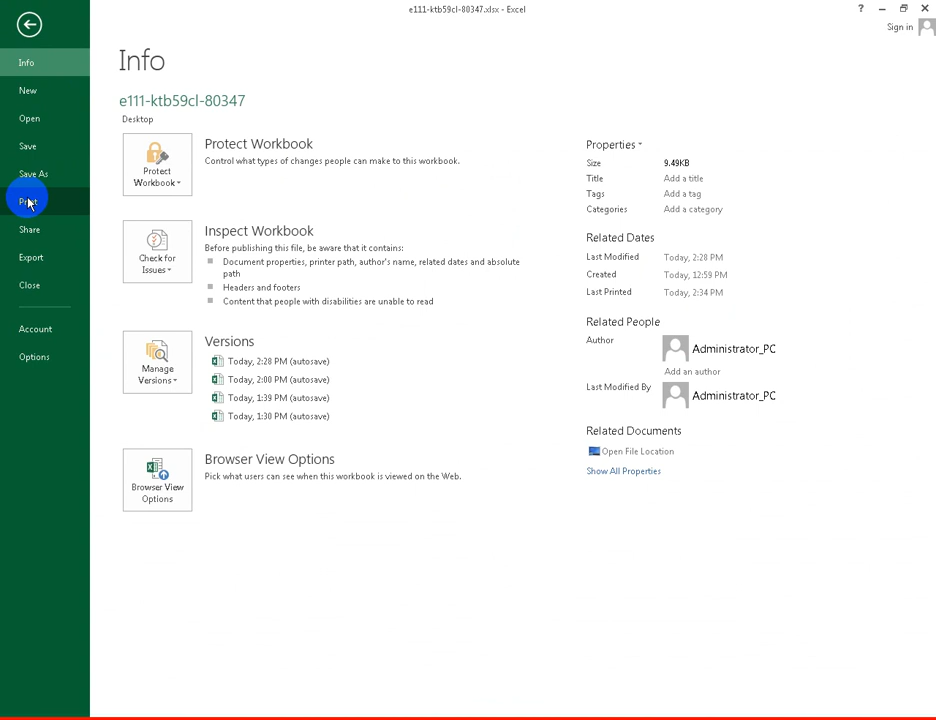 e111-ktb59cl-80347.xlsx - Excel
?
Sign in
Info
New
Open
Save
Save As
Print
Share
Export
Close
Account
Options
Info
e111-ktb59cl-80347
Desktop
Protect Workbook
Protect Workbook
Control what types of changes people can make to this workbook.
Check for
Issues
Inspect Workbook
Before publishing this file, be aware that it contains:
Document properties, printer path, author's name, related dates and absolute
path
Headers and footers
Content that people with disabilities are unable to read
Manage
Versions
Versions
Today, 2:28 PM (autosave)
Today, 2:00 PM (autosave)
Today, 1:39 PM (autosave)
Today, 1:30 PM (autosave)
Browser View
Options
Browser View Options
Pick what users can see when this workbook is viewed on the Web.
Properties
Size 9.49KB
Title Add a title
Tags Add a tag
Categories Add a category
Related Dates
Last Modified Today, 2:28 PM
Created Today, 12:59 PM
Last Printed Today, 2:34 PM
Related People
Author Administrator_PC
Add an author
Last Modified By Administrator_PC
Related Documents
Open File Location
Show All Properties